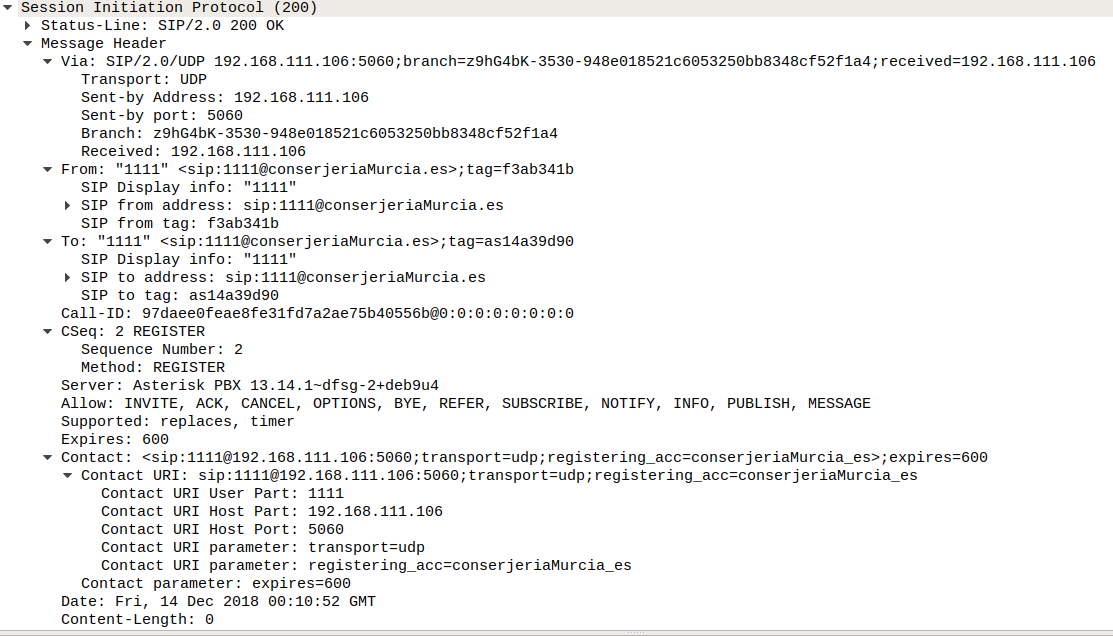 Session Initiation Protocol (200)
Status-Line: SIP/2.0 200 OK
Message Header
Via: SIP/2.0/UDP 192.168.111.106:5060;branch=z9hG4bK-3530-948e018521c6053250bb8348cf52f1a4;received=192.168.111.106
Transport: UDP
Sent-by Address: 192.168.111.106
Sent-by port: 5060
Branch: z9hG4bK-3530-948e018521c6053250bb8348cf52f1a4
Received: 192.168.111.106
From: "1111" <sip:1111@conserjeriaMurcia.es>;tag=f3ab341b
SIP Display info: "1111"
SIP from address: sip:1111@conserjeriaMurcia.es
SIP from tag: f3ab341b
To: "1111" <sip:1111@conserjeriaMurcia.es>;tag=as14a39d90
SIP Display info: "1111"
SIP to address: sip:1111@conserjeriaMurcia.es
SIP to tag: as14a39d90
Call-ID: 97daee0feae8fe31fd7a2ae75b40556b@0:0:0:0:0:0:0:0
CSeq: 2 REGISTER
Sequence Number: 2
Method: REGISTER
Server: Asterisk PBX 13.14.1~dfsg-2+deb9u4
Allow: INVITE, ACK, CANCEL, OPTIONS, BYE, REFER, SUBSCRIBE, NOTIFY, INFO, PUBLISH, MESSAGE
Supported: replaces, timer
Expires: 600
Contact: <sip:1111@192.168.111.106:5060;transport=udp;registering_acc=conserjeriaMurcia_es>;expires=600
Contact URI: sip:1111@192.168.111.106:5060;transport=udp;registering_acc=conserjeriaMurcia_es
Contact URI User Part: 1111
Contact URI Host Part: 192.168.111.106
Contact URI Host Port: 5060
Contact URI parameter: transport=udp
Contact URI parameter: registering_acc=conserjeriaMurcia_es
Contact parameter: expires=600
Date: Fri, 14 Dec 2018 00:10:52 GMT
Content-Length: 0